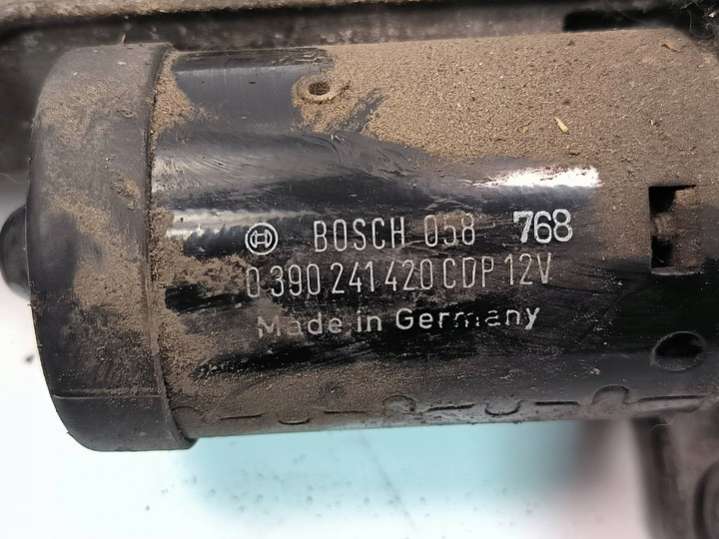 BOSCH 058 768
0 390 241 420 CDP 12V
Made in Germany